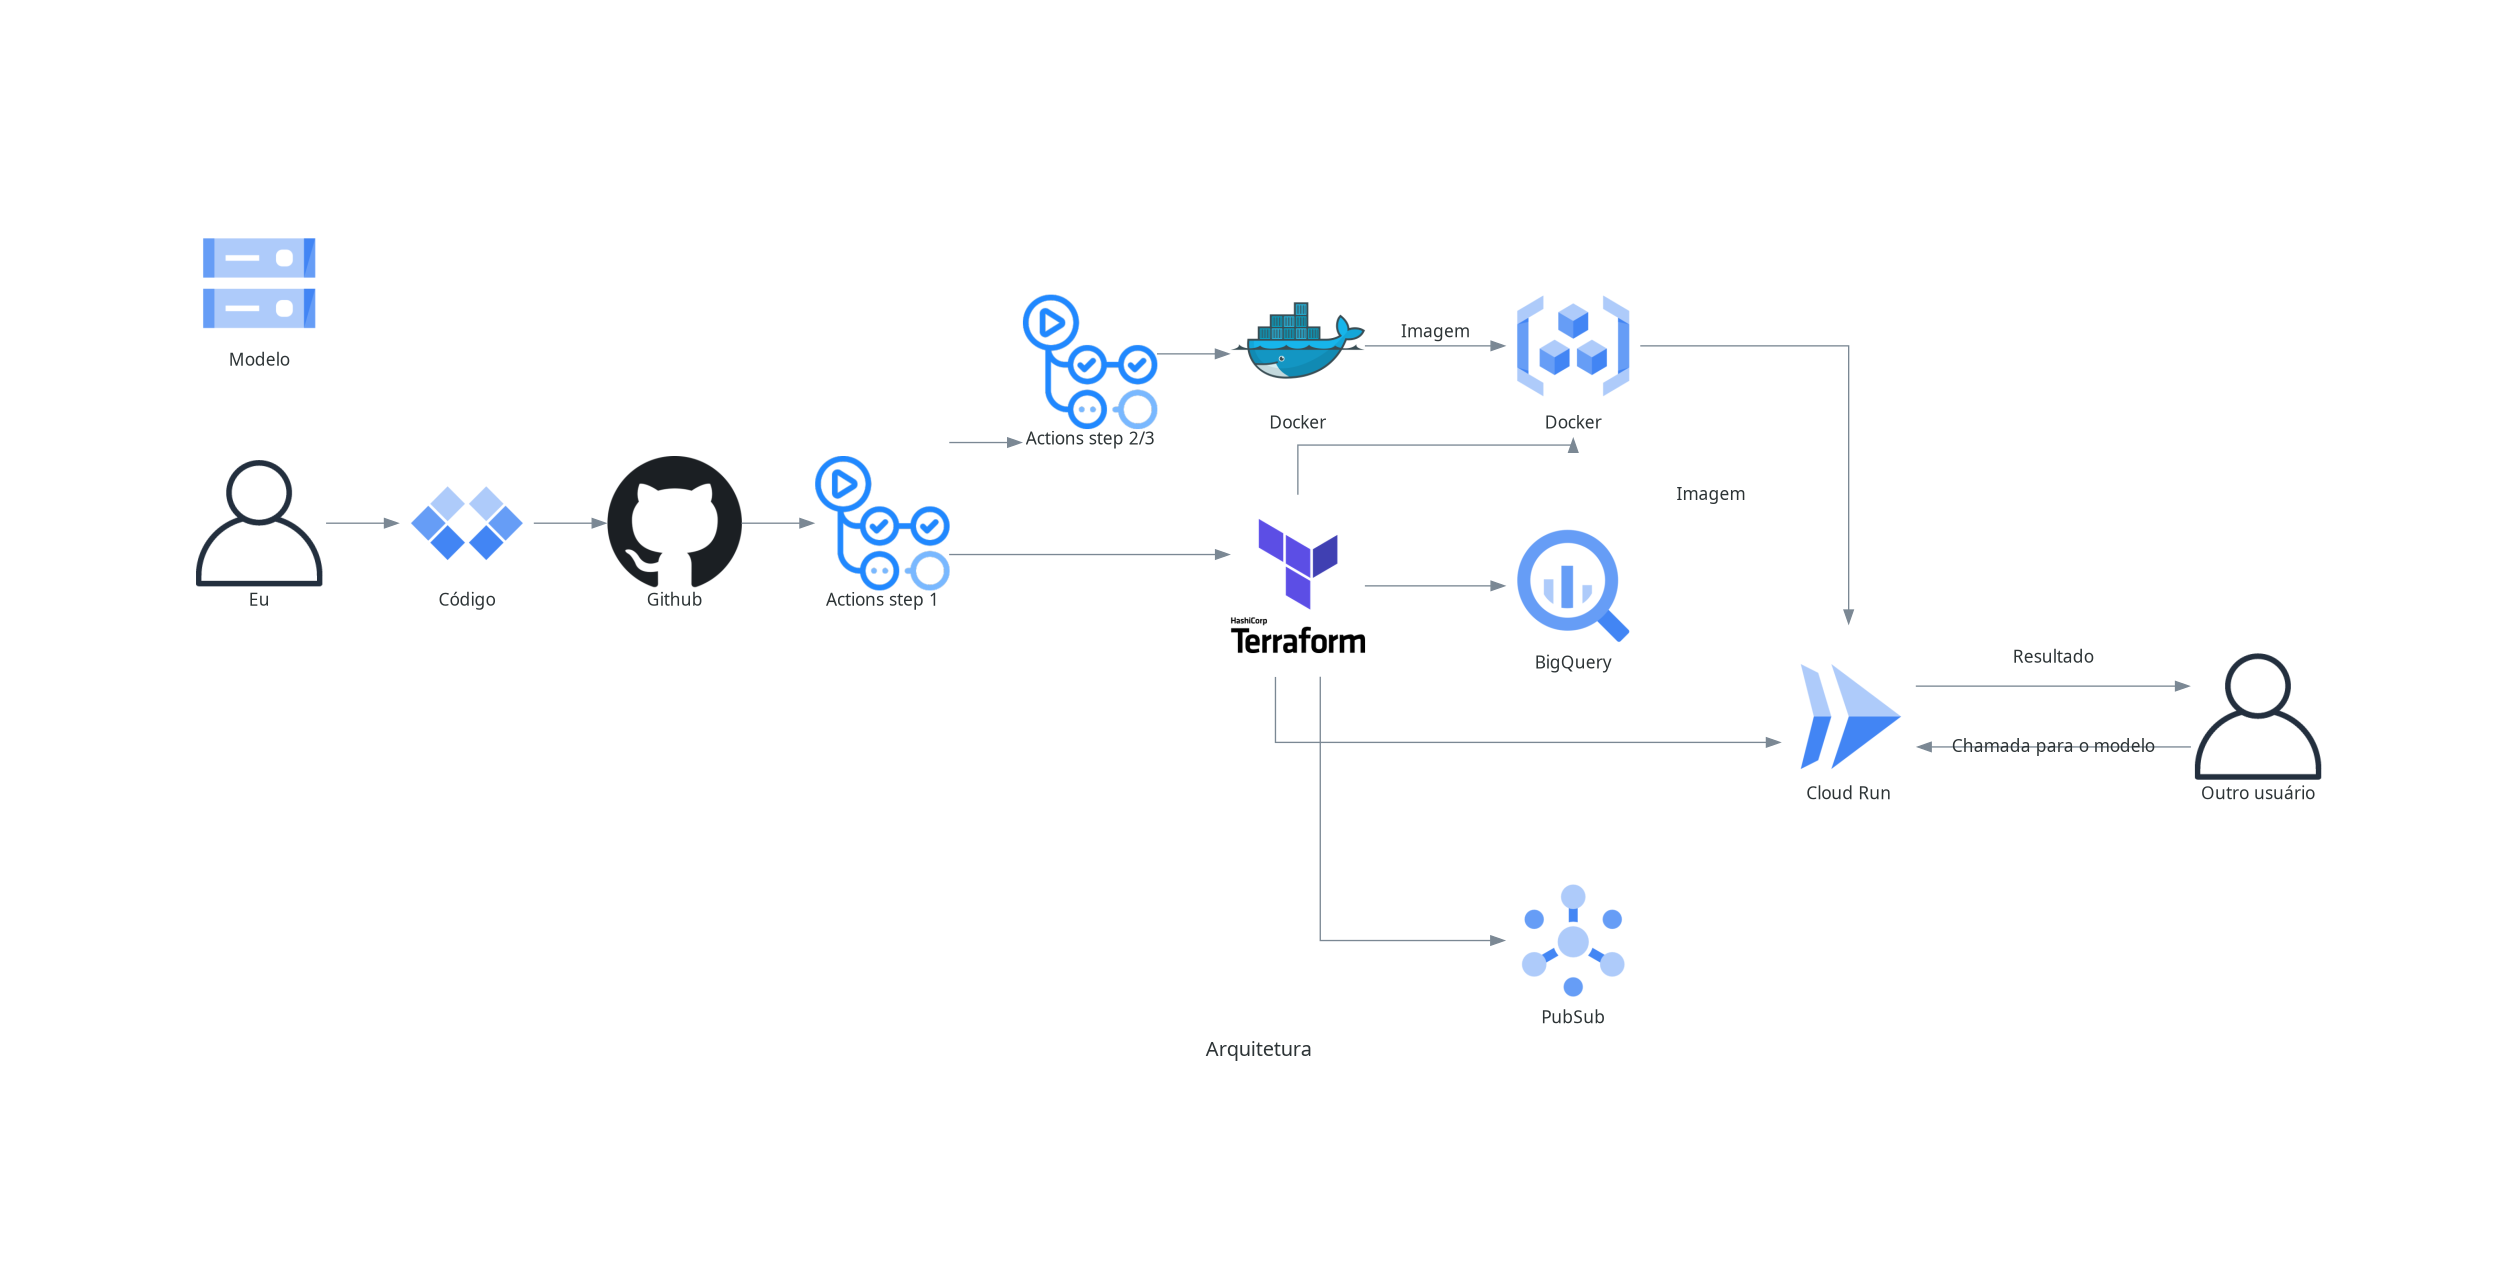 Modelo
Eu
Código
Github
Actions step 1
Actions step 2/3
Docker
Imagem
Docker
Imagem
HashiCorp
Terraform
BigQuery
Cloud Run
Resultado
Chamada para o modelo
Outro usuário
PubSub
Arquitetura